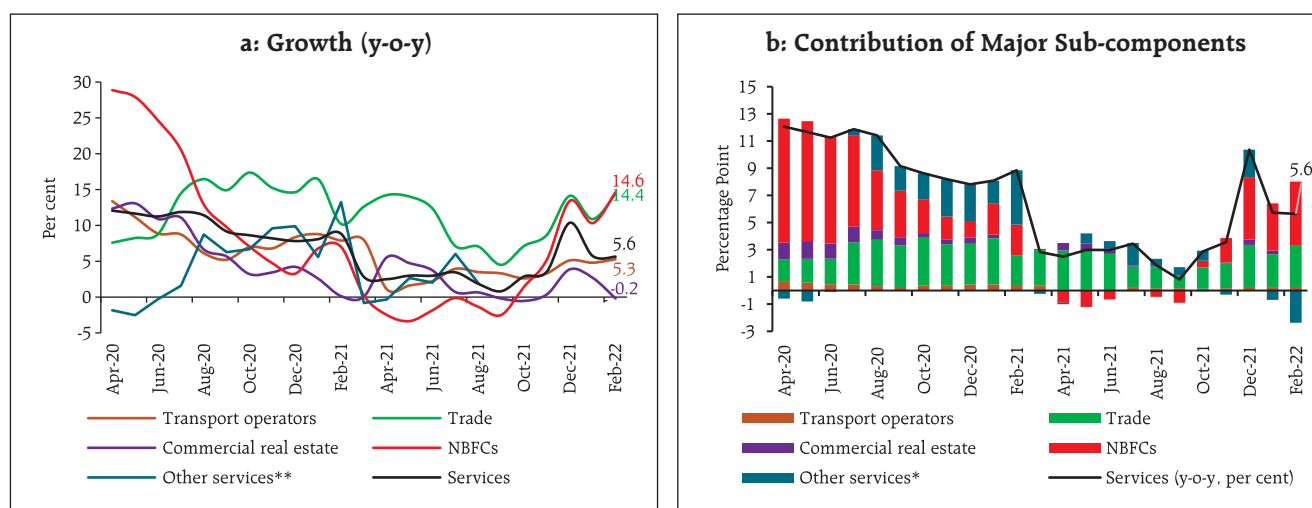 a: Growth (y-o-y)
Per cent
30
25
20
15
10
5
0
-5
14.6
14.4
5.6
5.3
-0.2
Apr-20
Jun-20
Aug-20
Oct-20
Dec-20
Feb-21
Apr-21
Jun-21
Aug-21
Oct-21
Dec-21
Feb-22
Transport operators
Trade
Commercial real estate
NBFCs
Other services**
Services
b: Contribution of Major Sub-components
Percentage Point
15
13
11
9
7
5
3
1
-1
-3
5.6
Apr-20
Jun-20
Aug-20
Oct-20
Dec-20
Feb-21
Apr-21
Jun-21
Aug-21
Oct-21
Dec-21
Feb-22
Transport operators
Trade
Commercial real estate
NBFCs
Other services*
Services (y-o-y, per cent)